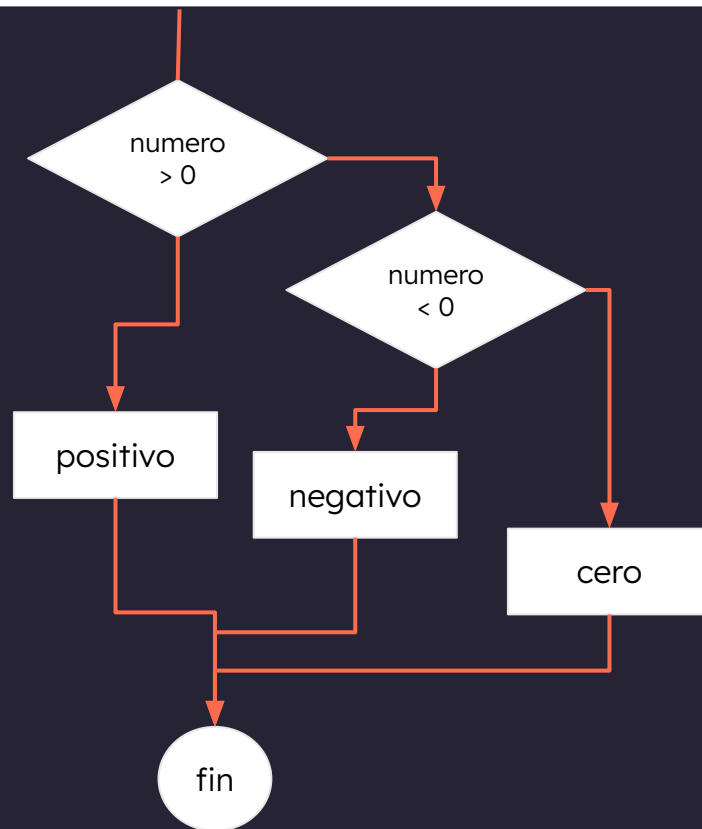 numero
> 0
numero
< 0
positivo
negativo
cero
fin